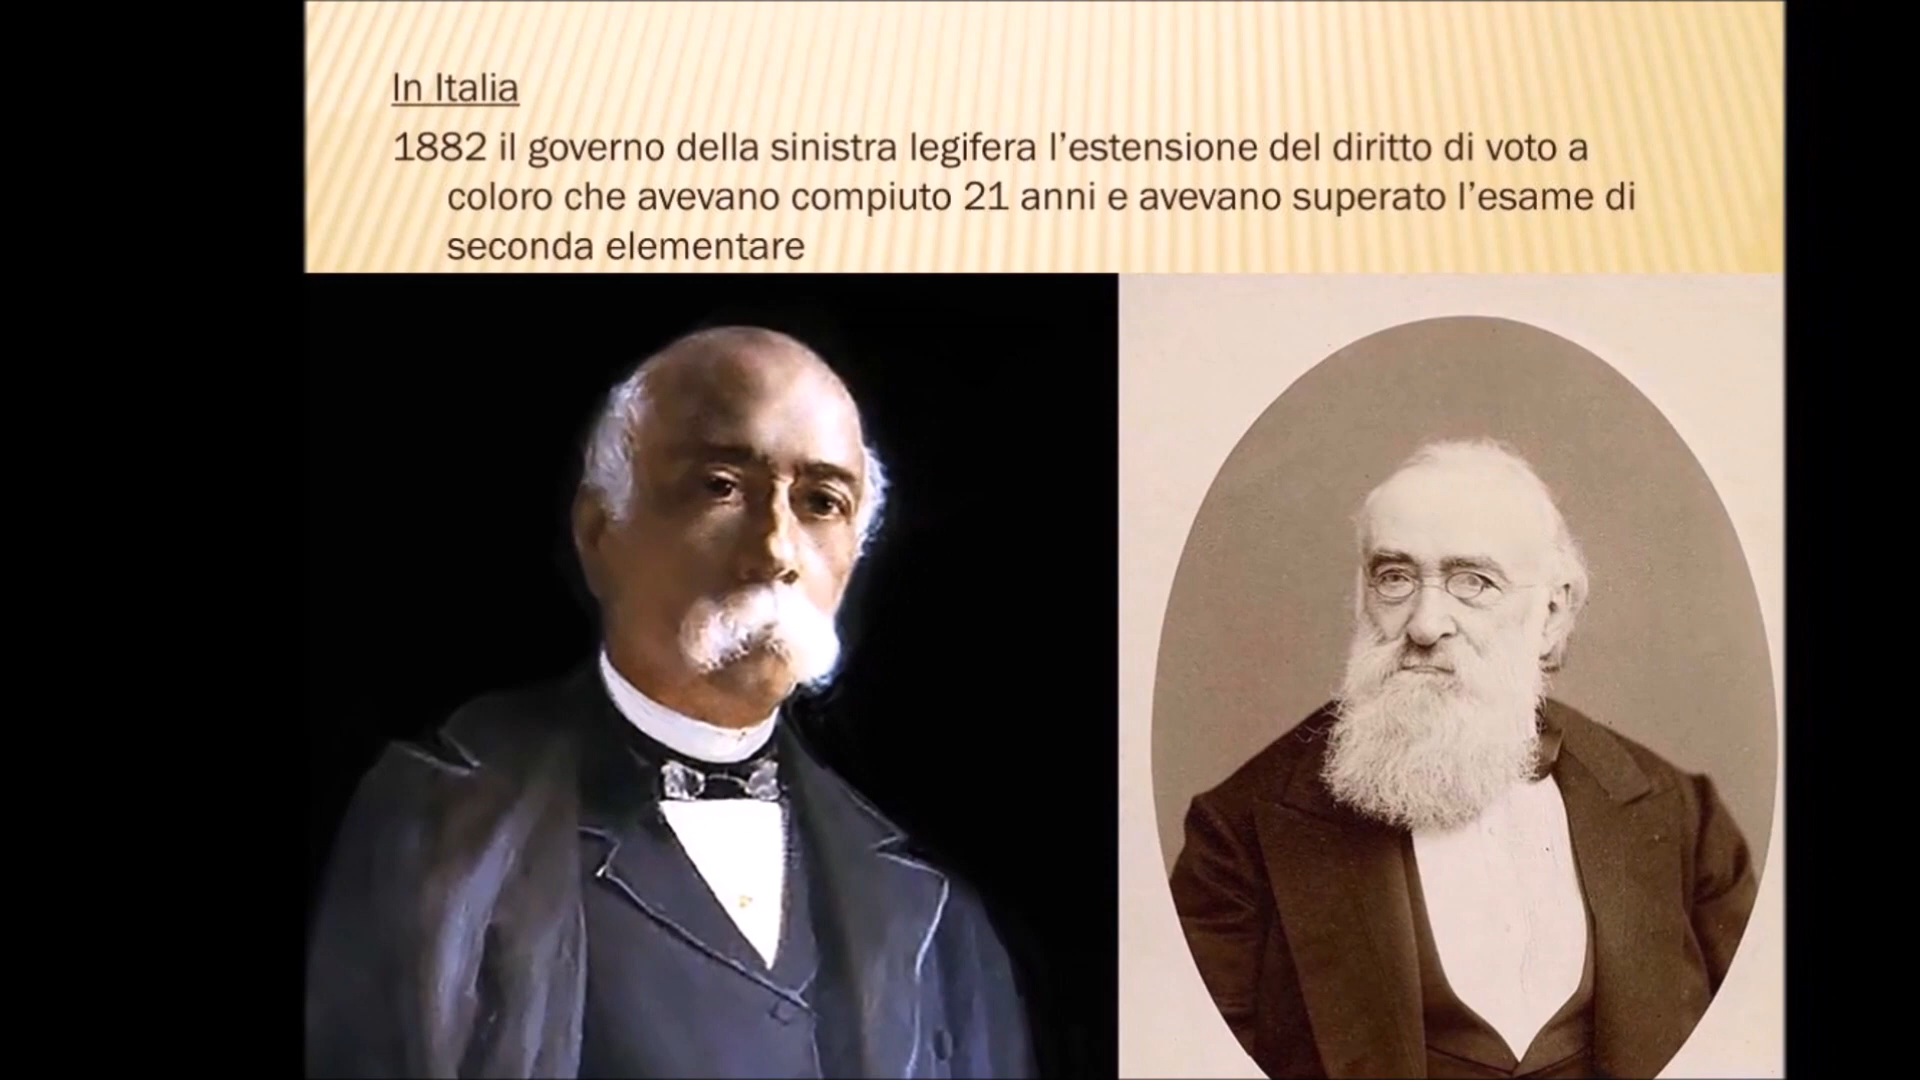 In Italia
1882 il governo della sinistra legifera l’estensione del diritto di voto a
coloro che avevano compiuto 21 anni e avevano superato l’esame di
seconda elementare